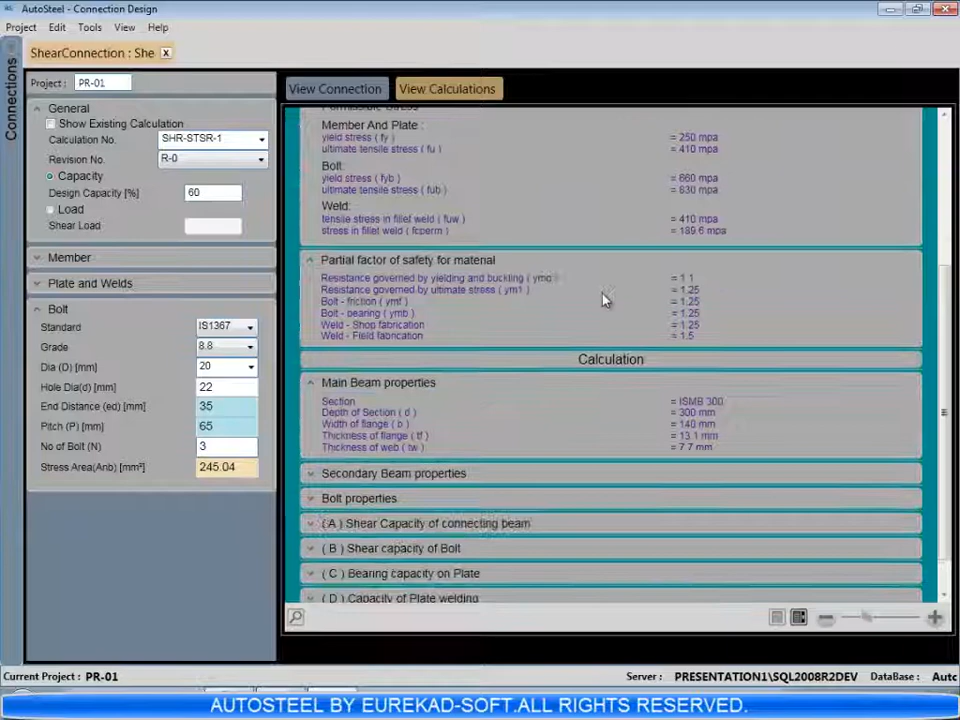 AutoSteel - Connection Design
Project Edit Tools View Help
Connections
ShearConnection : She x
Project : PR-01
General
Show Existing Calculation
Calculation No. SHR-STSR-1
Revision No. R-0
Capacity
Design Capacity [%] 60
Load
Shear Load
Member
Plate and Welds
Bolt
Standard IS1367
Grade 8.8
Dia (D) [mm] 20
Hole Dia(d) [mm] 22
End Distance (ed) [mm] 35
Pitch (P) [mm] 65
No of Bolt (N) 3
Stress Area(Anb) [mm²] 245.04
View Connection View Calculations
Permissible Stress
Member And Plate :
yield stress ( fy ) = 250 mpa
ultimate tensile stress ( fu ) = 410 mpa
Bolt:
yield stress ( fyb ) = 660 mpa
ultimate tensile stress ( fub ) = 830 mpa
Weld:
tensile stress in fillet weld ( fuw ) = 410 mpa
stress in fillet weld ( fcperm ) = 189.6 mpa
Partial factor of safety for material
Resistance governed by yielding and buckling ( ymo ) = 1.1
Resistance governed by ultimate stress ( ym1 ) = 1.25
Bolt - friction ( ymf ) = 1.25
Bolt - bearing ( ymb ) = 1.25
Weld - Shop fabrication = 1.25
Weld - Field fabrication = 1.5
Calculation
Main Beam properties
Section = ISMB 300
Depth of Section ( d ) = 300 mm
Width of flange ( b ) = 140 mm
Thickness of flange ( tf ) = 13.1 mm
Thickness of web ( tw ) = 7.7 mm
Secondary Beam properties
Bolt properties
( A ) Shear Capacity of connecting beam
( B ) Shear capacity of Bolt
( C ) Bearing capacity on Plate
( D ) Capacity of Plate welding
Current Project : PR-01 Server : PRESENTATION1\SQL2008R2DEV DataBase : Autc
AUTOSTEEL BY EUREKAD-SOFT.ALL RIGHTS RESERVED.